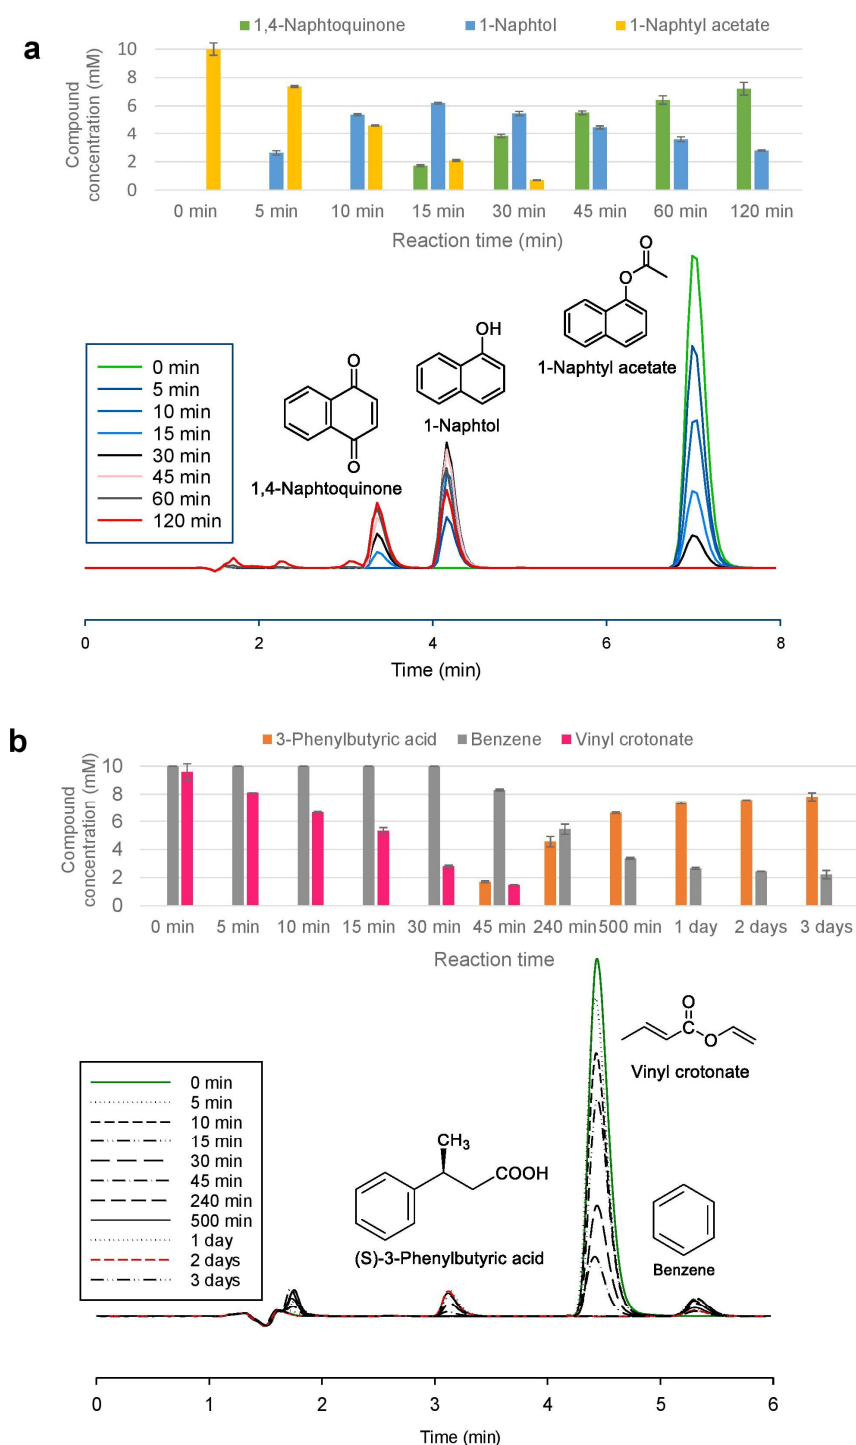 a
1,4-Naphtoquinone 1-Naphtol 1-Naphtyl acetate
Compound concentration (mM)
10
8
6
4
2
0
0 min 5 min 10 min 15 min 30 min 45 min 60 min 120 min
Reaction time (min)
O
O
1-Naphtyl acetate
OH
1-Naphtol
O
O
1,4-Naphtoquinone
0 min
5 min
10 min
15 min
30 min
45 min
60 min
120 min
0 2 4 6 8
Time (min)
b
3-Phenylbutyric acid Benzene Vinyl crotonate
Compound concentration (mM)
10
8
6
4
2
0
0 min 5 min 10 min 15 min 30 min 45 min 240 min 500 min 1 day 2 days 3 days
Reaction time
O
C
O
Vinyl crotonate
0 min
5 min
10 min
15 min
30 min
45 min
240 min
500 min
1 day
2 days
3 days
CH3
COOH
(S)-3-Phenylbutyric acid
Benzene
0 1 2 3 4 5 6
Time (min)